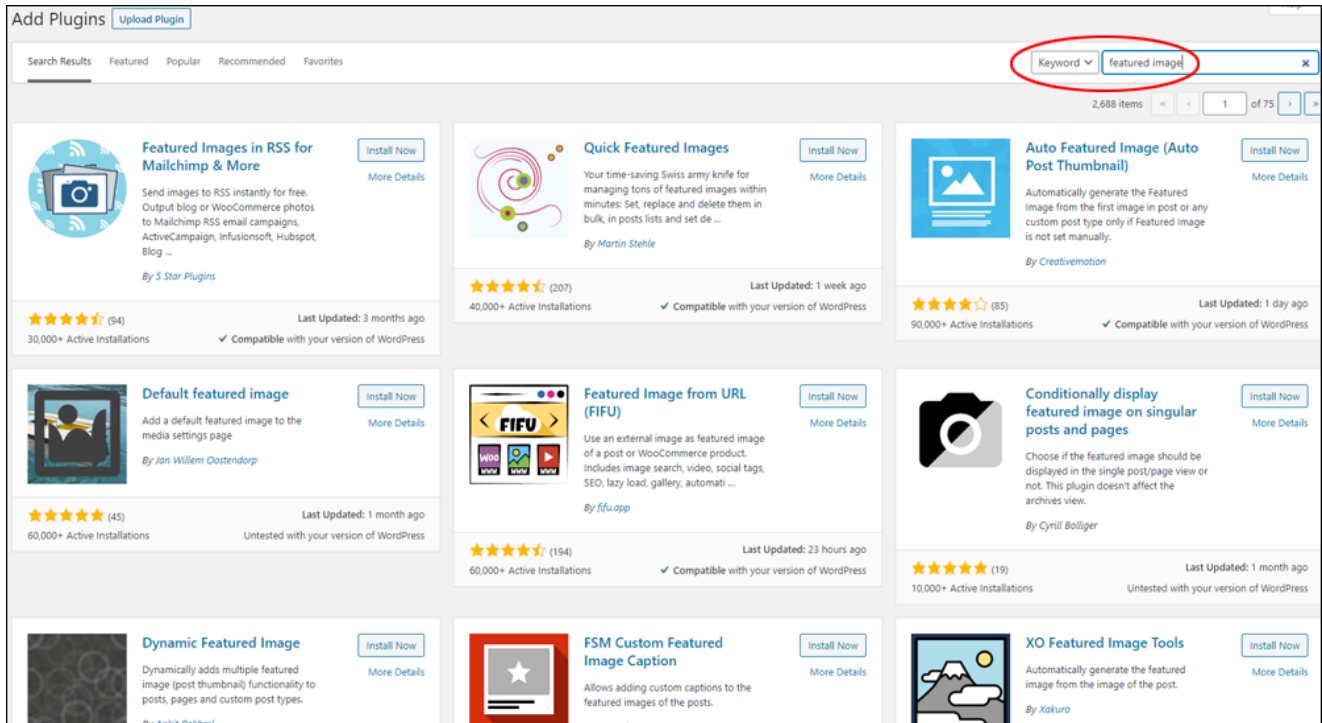 Add Plugins Upload Plugin
Search Results Featured Popular Recommended Favorites
Keyword featured image ×
2,688 items « ‹ 1 of 75 › »
Featured Images in RSS for
Mailchimp & More
Install Now
More Details
Send images to RSS instantly for free.
Output blog or WooCommerce photos
to Mailchimp RSS email campaigns,
ActiveCampaign, Infusionsoft, Hubspot,
Blog ...
By 5 Star Plugins
(94)
Last Updated: 3 months ago
30,000+ Active Installations
✓ Compatible with your version of WordPress
Quick Featured Images
Install Now
More Details
Your time-saving Swiss army knife for
managing tons of featured images within
minutes: Set, replace and delete them in
bulk, in posts lists and set de ...
By Martin Stehle
(207)
Last Updated: 1 week ago
40,000+ Active Installations
✓ Compatible with your version of WordPress
Auto Featured Image (Auto
Post Thumbnail)
Install Now
More Details
Automatically generate the Featured
Image from the first image in post or any
custom post type only if Featured Image
is not set manually.
By Creativemotion
(85)
Last Updated: 1 day ago
90,000+ Active Installations
✓ Compatible with your version of WordPress
Default featured image
Install Now
More Details
Add a default featured image to the
media settings page
By Jan Willem Oostendorp
(45)
Last Updated: 1 month ago
60,000+ Active Installations
Untested with your version of WordPress
FIFU
WOO
Featured Image from URL
(FIFU)
Install Now
More Details
Use an external image as featured image
of a post or WooCommerce product.
Includes image search, video, social tags,
SEO, lazy load, gallery, automati ...
By fifu.app
(194)
Last Updated: 23 hours ago
60,000+ Active Installations
✓ Compatible with your version of WordPress
Conditionally display
featured image on singular
posts and pages
Install Now
More Details
Choose if the featured image should be
displayed in the single post/page view or
not. This plugin doesn't affect the
archives view.
By Cyrill Bolliger
(19)
Last Updated: 1 month ago
10,000+ Active Installations
Untested with your version of WordPress
Dynamic Featured Image
Install Now
More Details
Dynamically adds multiple featured
image (post thumbnail) functionality to
posts, pages and custom post types.
FSM Custom Featured
Image Caption
Install Now
More Details
Allows adding custom captions to the
featured images of the posts.
XO Featured Image Tools
Install Now
More Details
Automatically generate the featured
image from the image of the post.
By Xakuro